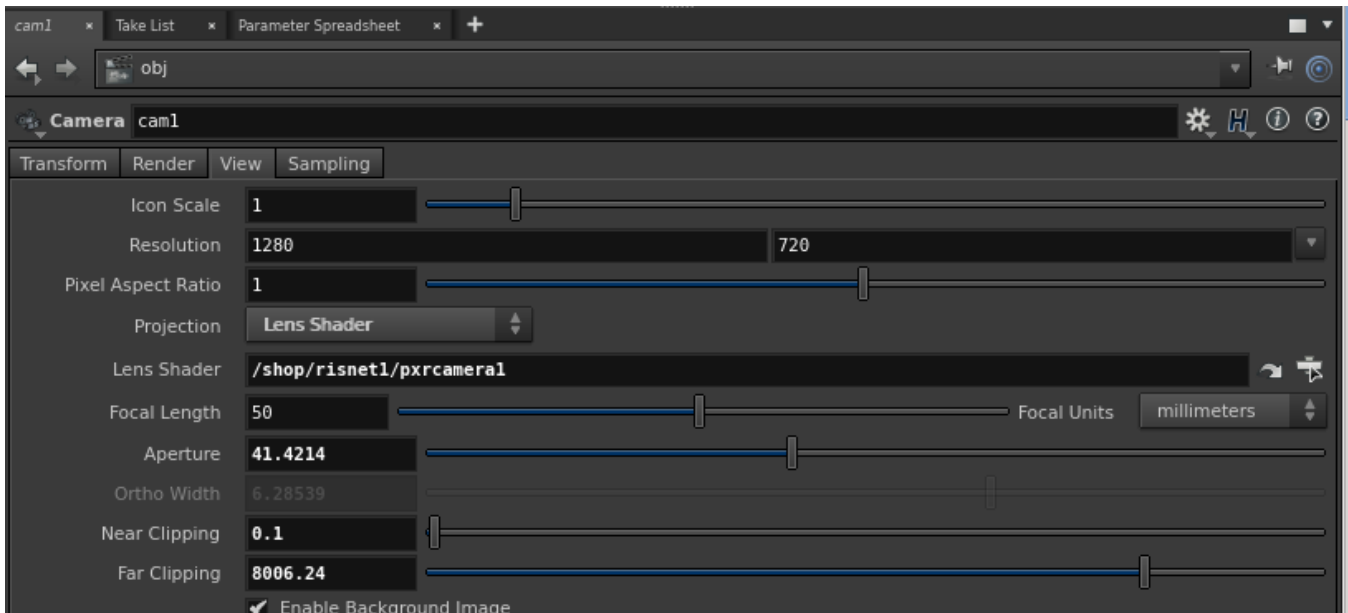 cam1 × Take List × Parameter Spreadsheet × +
obj
Camera cam1
Transform Render View Sampling
Icon Scale 1
Resolution 1280 720
Pixel Aspect Ratio 1
Projection Lens Shader
Lens Shader /shop/risnet1/pxrcamera1
Focal Length 50 Focal Units millimeters
Aperture 41.4214
Ortho Width 6.28539
Near Clipping 0.1
Far Clipping 8006.24
Enable Background Image